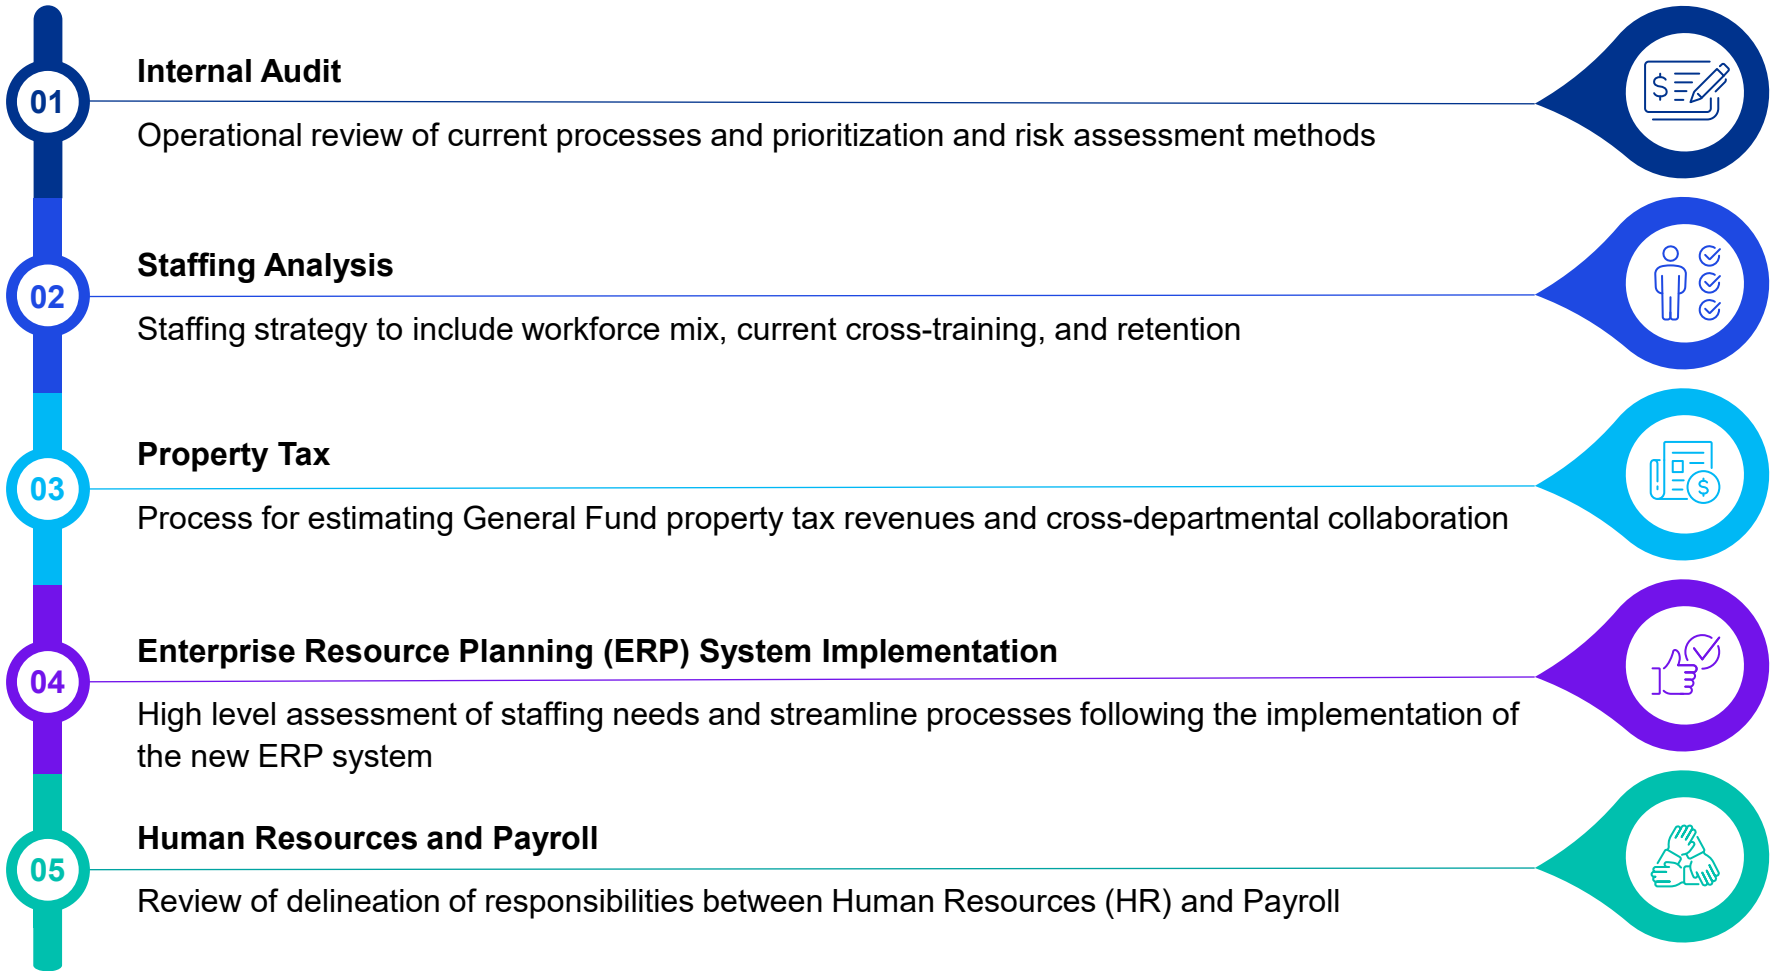 01
Internal Audit
Operational review of current processes and prioritization and risk assessment methods
$
02
Staffing Analysis
Staffing strategy to include workforce mix, current cross-training, and retention
03
Property Tax
Process for estimating General Fund property tax revenues and cross-departmental collaboration
$
04
Enterprise Resource Planning (ERP) System Implementation
High level assessment of staffing needs and streamline processes following the implementation of
the new ERP system
05
Human Resources and Payroll
Review of delineation of responsibilities between Human Resources (HR) and Payroll